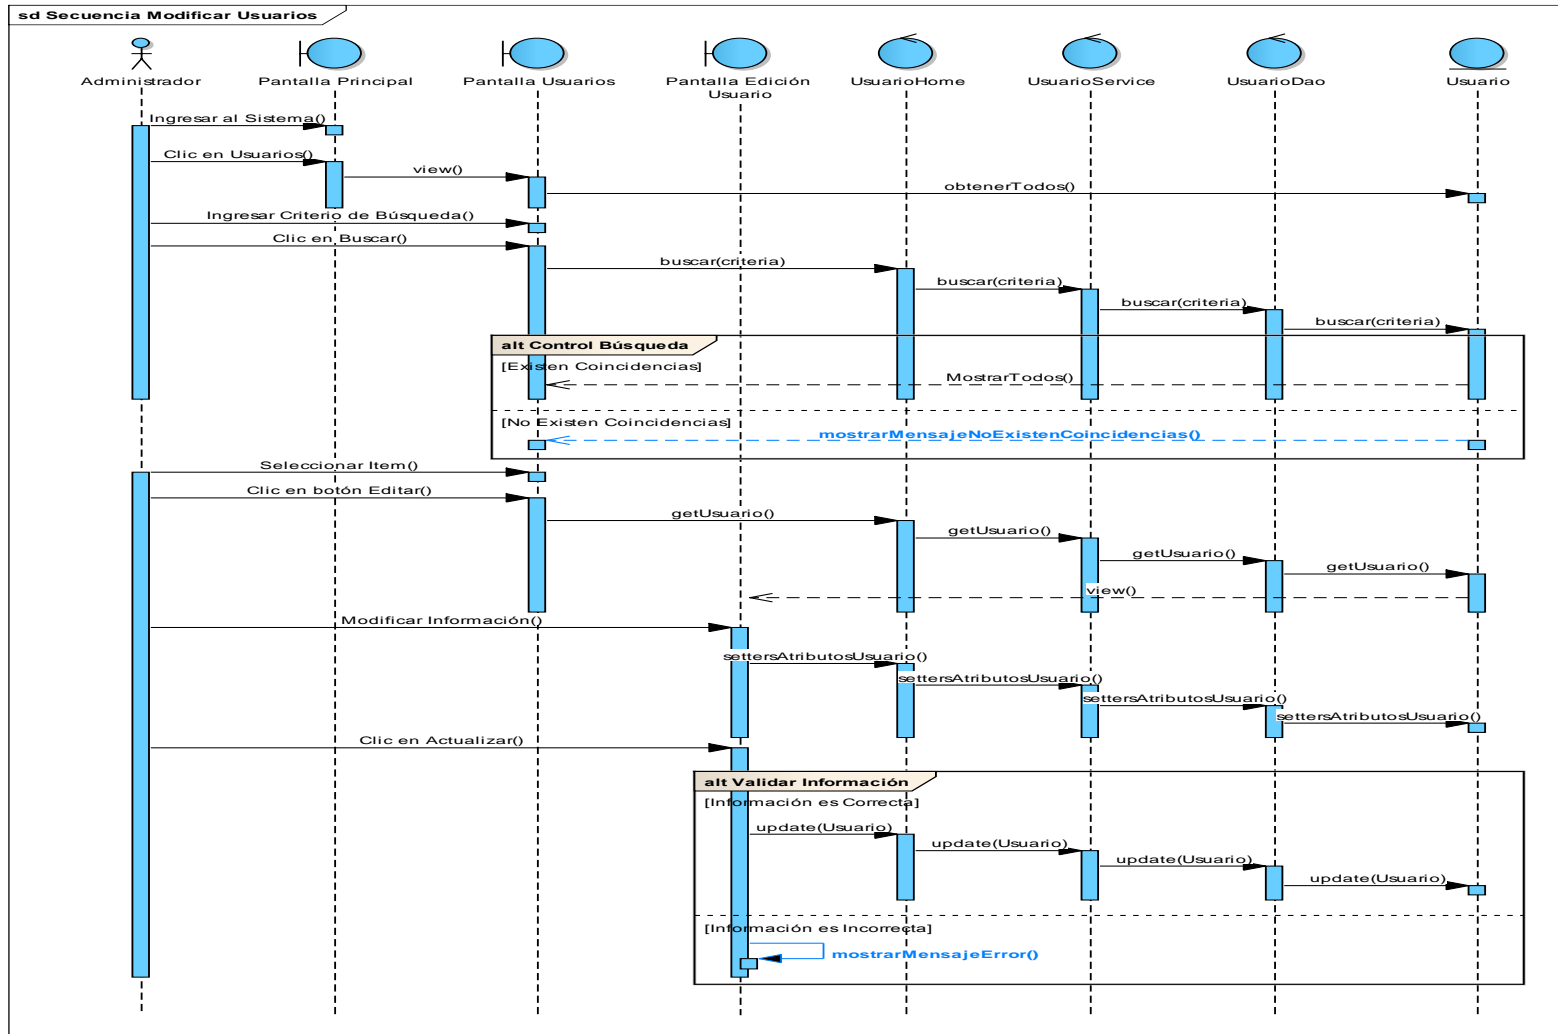 sd Secuencia Modificar Usuarios
Administrador
Pantalla Principal
Pantalla Usuarios
Pantalla Edición
Usuario
UsuarioHome
UsuarioService
UsuarioDao
Usuario
Ingresar al Sistema()
Clic en Usuarios()
view()
obtenerTodos()
Ingresar Criterio de Búsqueda()
Clic en Buscar()
buscar(criteria)
buscar(criteria)
buscar(criteria)
buscar(criteria)
alt Control Búsqueda
[Existen Coincidencias]
MostrarTodos()
[No Existen Coincidencias]
mostrarMensajeNoExistenCoincidencias()
Seleccionar Item()
Clic en botón Editar()
getUsuario()
getUsuario()
getUsuario()
getUsuario()
view()
Modificar Información()
settersAtributosUsuario()
settersAtributosUsuario()
settersAtributosUsuario()
settersAtributosUsuario()
Clic en Actualizar()
alt Validar Información
[Información es Correcta]
update(Usuario)
update(Usuario)
update(Usuario)
update(Usuario)
[Información es Incorrecta]
mostrarMensajeError()